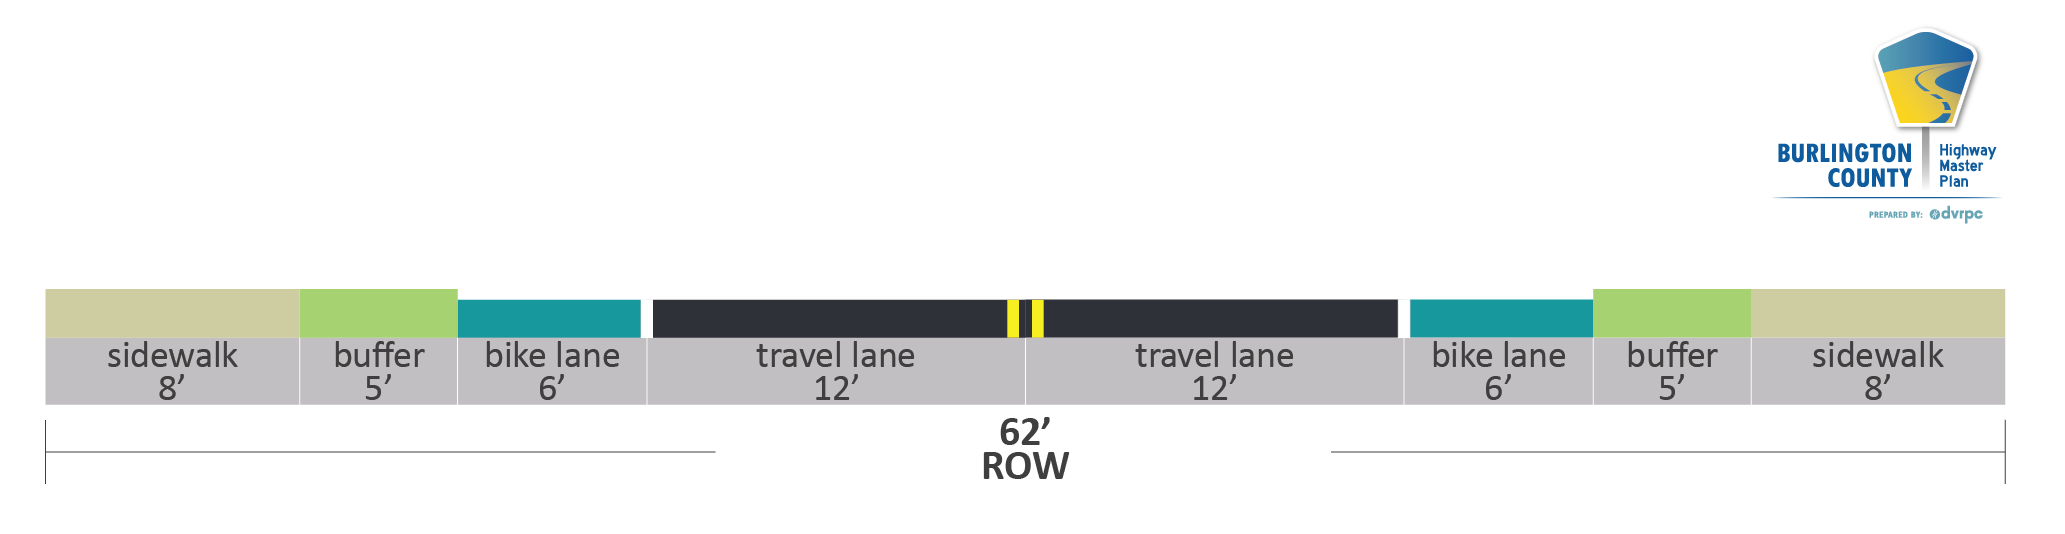 BURLINGTON
COUNTY
Highway
Master
Plan
PREPARED BY: dvrpc
sidewalk
8’
buffer
5’
bike lane
6’
travel lane
12’
travel lane
12’
bike lane
6’
buffer
5’
sidewalk
8’
62’
ROW